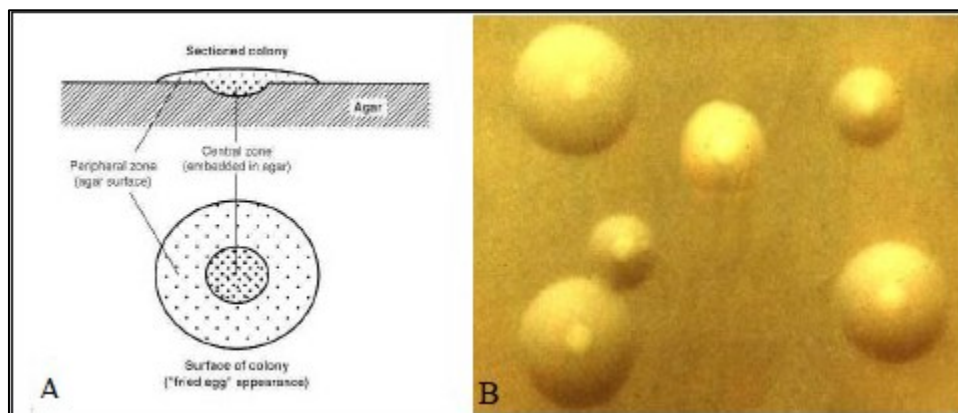 Sectioned colony
Agar
Peripheral zone
(agar surface)
Central zone
(embedded in agar)
Surface of colony
("fried egg" appearance)
A
B